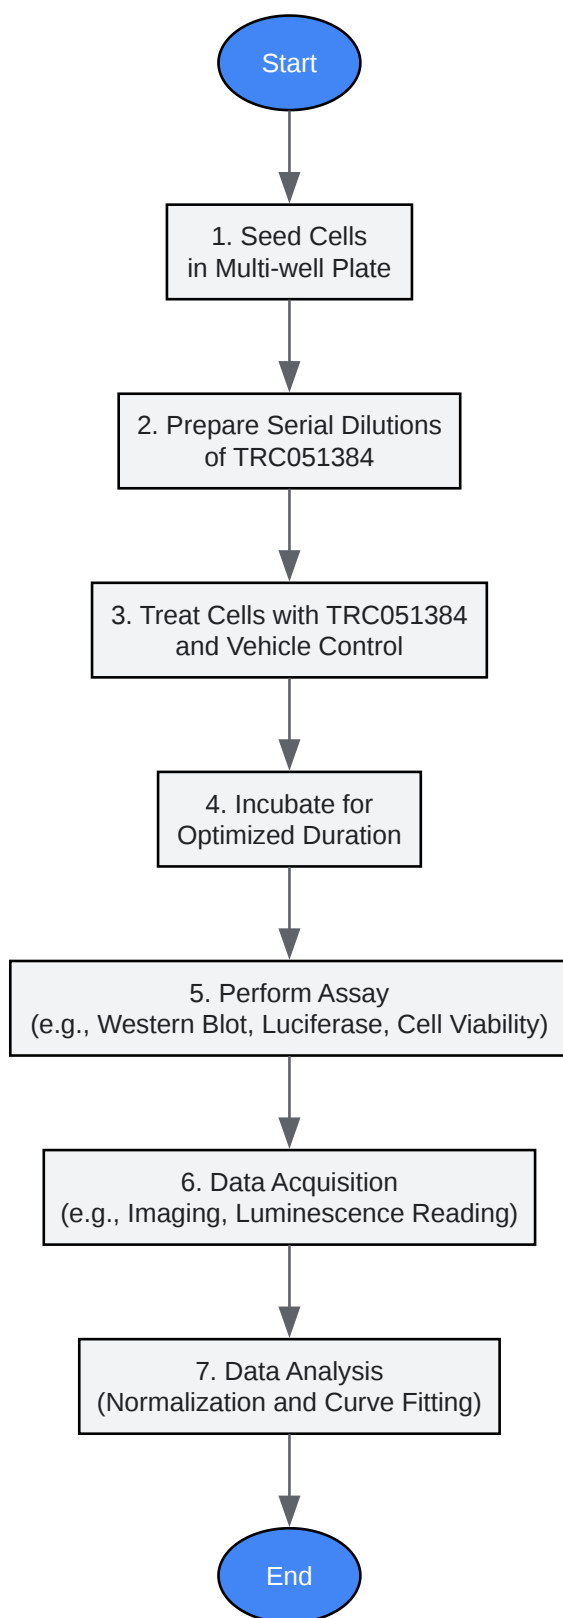 Start
1. Seed Cells
in Multi-well Plate
2. Prepare Serial Dilutions
of TRC051384
3. Treat Cells with TRC051384
and Vehicle Control
4. Incubate for
Optimized Duration
5. Perform Assay
(e.g., Western Blot, Luciferase, Cell Viability)
6. Data Acquisition
(e.g., Imaging, Luminescence Reading)
7. Data Analysis
(Normalization and Curve Fitting)
End